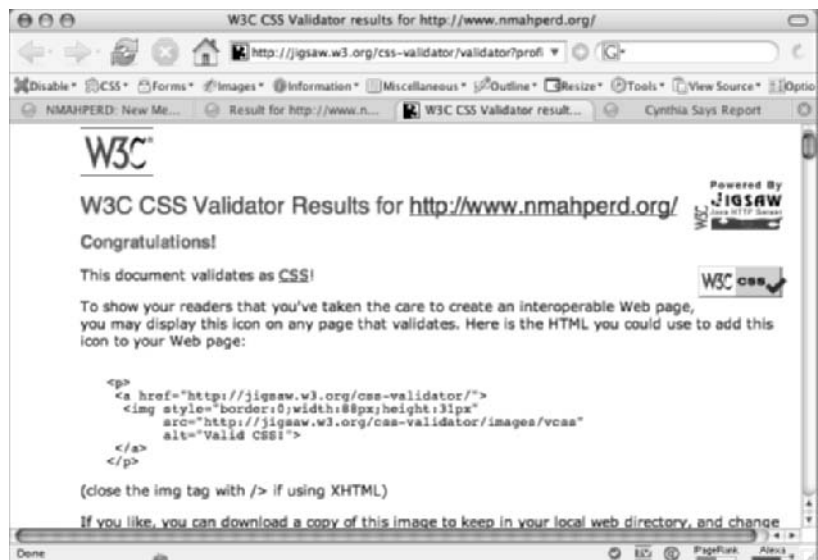 W3C CSS Validator results for http://www.nmahperd.org/
http://jigsaw.w3.org/css-validator/validator?profi
G
Disable CSS Forms Images Information Miscellaneous Outline Resize Tools View Source Optio
NMAHPERD: New Me... Result for http://www.n... W3C CSS Validator result... Cynthia Says Report
W3C
Powered By
JIGSAW
W3C
Java HTTP Server
W3C CSS Validator Results for http://www.nmahperd.org/
Congratulations!
This document validates as CSS!
W3C css
To show your readers that you've taken the care to create an interoperable Web page,
you may display this icon on any page that validates. Here is the HTML you could use to add this
icon to your Web page:
<p>
<a href="http://jigsaw.w3.org/css-validator/">
<img style="border:0;width:88px;height:31px"
src="http://jigsaw.w3.org/css-validator/images/vcss"
alt="Valid CSS!">
</a>
</p>
(close the img tag with /> if using XHTML)
If you like, you can download a copy of this image to keep in your local web directory, and change
Done PageRank Alexa